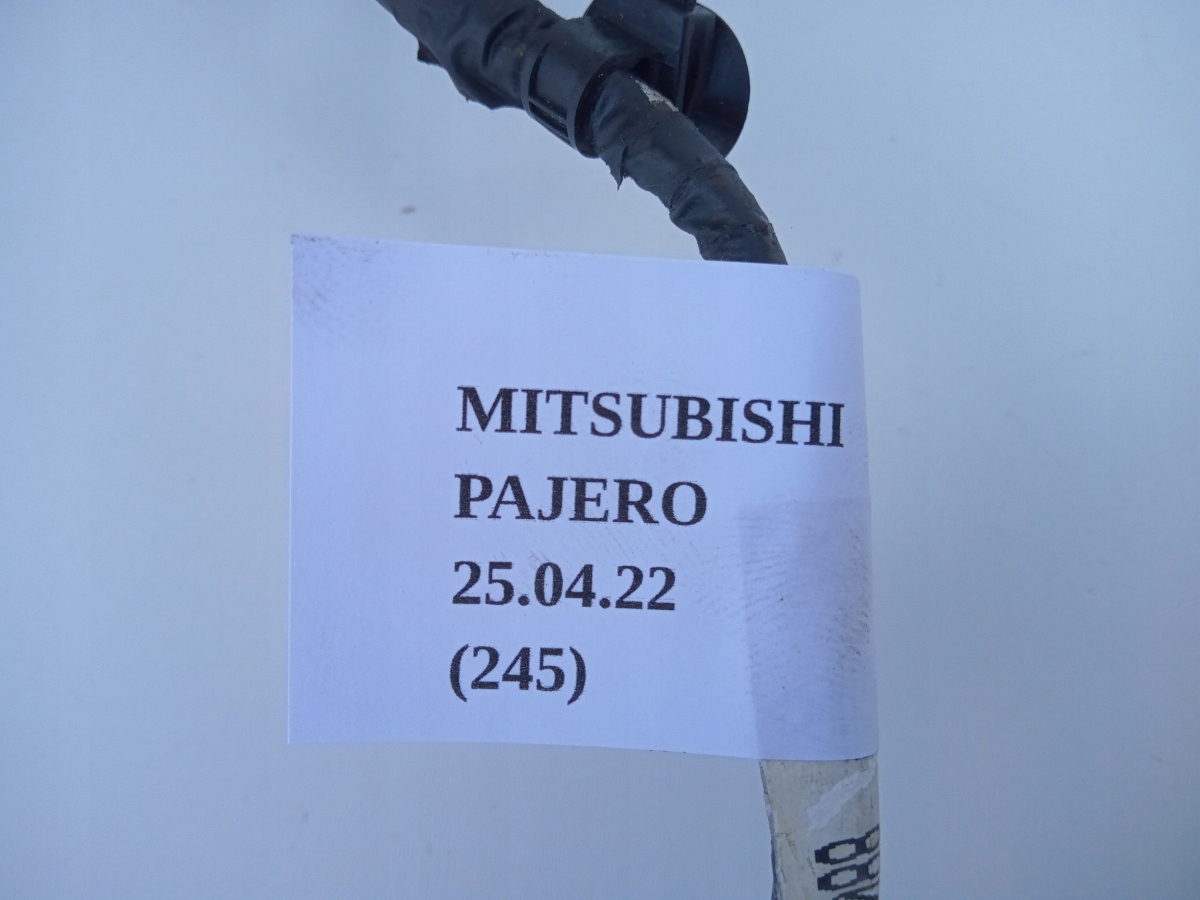 MITSUBISHI
PAJERO
25.04.22
(245)